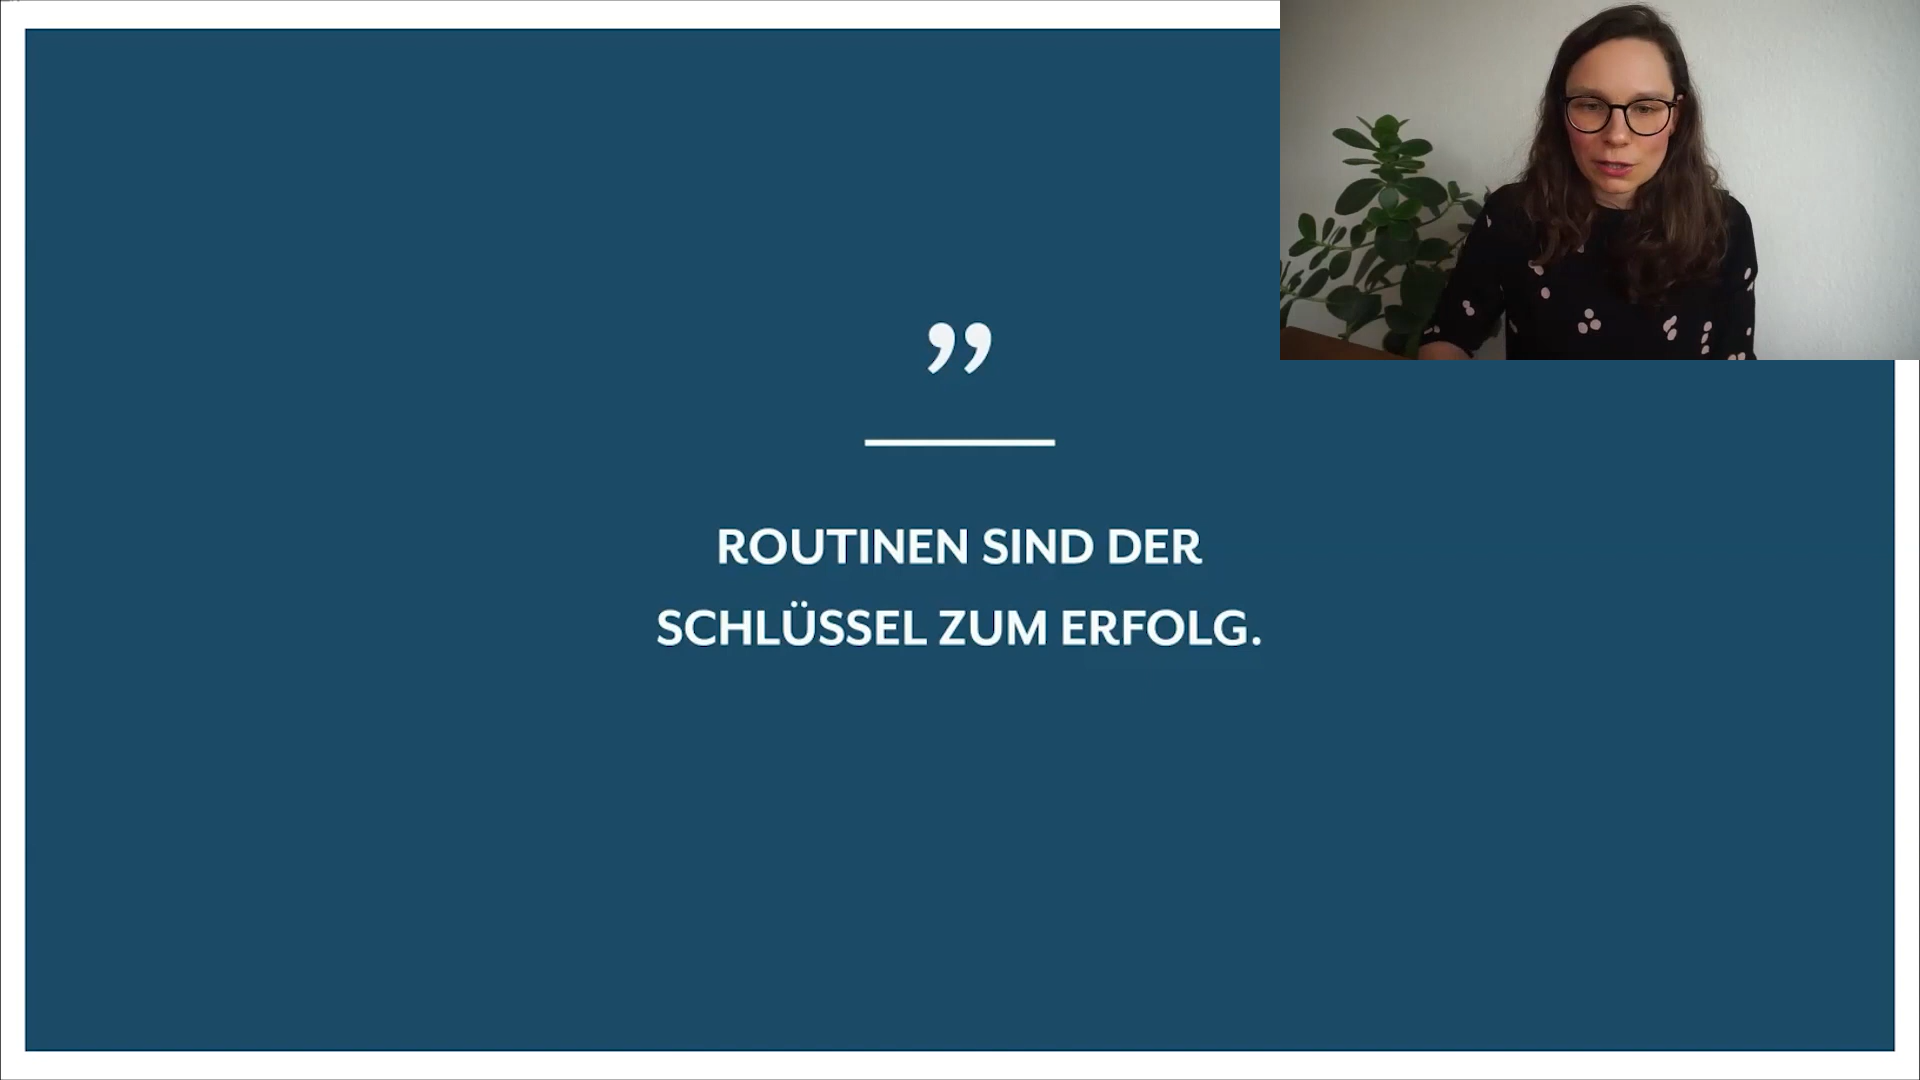 ”
ROUTINEN SIND DER
SCHLÜSSEL ZUM ERFOLG.